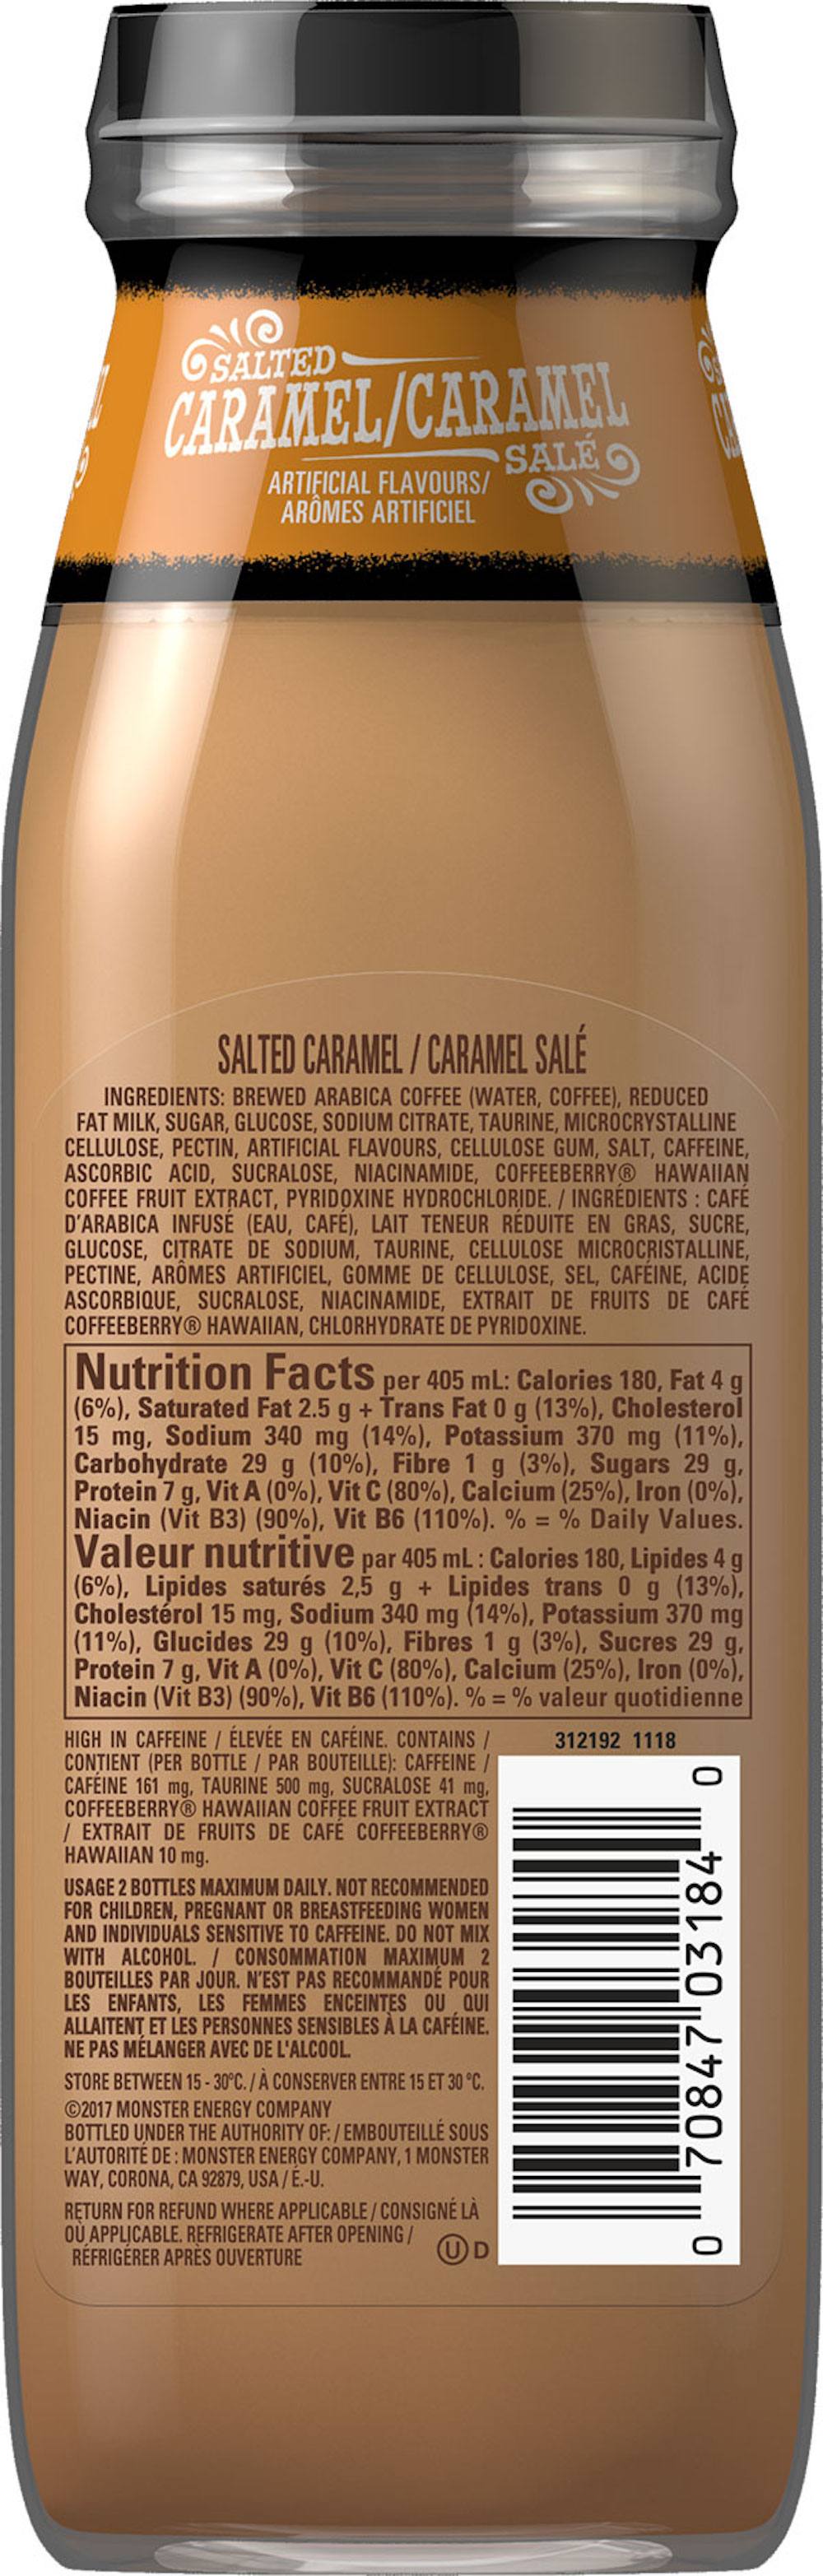 SALTED
CARAMEL/CARAMEL
SALÉ
ARTIFICIAL FLAVOURS/
ARÔMES ARTIFICIEL
SALTED CARAMEL / CARAMEL SALÉ
INGREDIENTS: BREWED ARABICA COFFEE (WATER, COFFEE), REDUCED
FAT MILK, SUGAR, GLUCOSE, SODIUM CITRATE, TAURINE, MICROCRYSTALLINE
CELLULOSE, PECTIN, ARTIFICIAL FLAVOURS, CELLULOSE GUM, SALT, CAFFEINE,
ASCORBIC ACID, SUCRALOSE, NIACINAMIDE, COFFEEBERRY® HAWAIIAN
COFFEE FRUIT EXTRACT, PYRIDOXINE HYDROCHLORIDE. / INGRÉDIENTS : CAFÉ
D'ARABICA INFUSÉ (EAU, CAFÉ), LAIT TENEUR RÉDUITE EN GRAS, SUCRE,
GLUCOSE, CITRATE DE SODIUM, TAURINE, CELLULOSE MICROCRISTALLINE,
PECTINE, ARÔMES ARTIFICIEL, GOMME DE CELLULOSE, SEL, CAFÉINE, ACIDE
ASCORBIQUE, SUCRALOSE, NIACINAMIDE, EXTRAIT DE FRUITS DE CAFÉ
COFFEEBERRY® HAWAIIAN, CHLORHYDRATE DE PYRIDOXINE.
Nutrition Facts per 405 mL: Calories 180, Fat 4 g
(6%), Saturated Fat 2.5 g + Trans Fat 0 g (13%), Cholesterol
15 mg, Sodium 340 mg (14%), Potassium 370 mg (11%),
Carbohydrate 29 g (10%), Fibre 1 g (3%), Sugars 29 g,
Protein 7 g, Vit A (0%), Vit C (80%), Calcium (25%), Iron (0%),
Niacin (Vit B3) (90%), Vit B6 (110%). % = % Daily Values.
Valeur nutritive par 405 mL : Calories 180, Lipides 4 g
(6%), Lipides saturés 2,5 g + Lipides trans 0 g (13%),
Cholestérol 15 mg, Sodium 340 mg (14%), Potassium 370 mg
(11%), Glucides 29 g (10%), Fibres 1 g (3%), Sucres 29 g,
Protein 7 g, Vit A (0%), Vit C (80%), Calcium (25%), Iron (0%),
Niacin (Vit B3) (90%), Vit B6 (110%). % = % valeur quotidienne
HIGH IN CAFFEINE / ÉLEVÉE EN CAFÉINE. CONTAINS /
CONTIENT (PER BOTTLE / PAR BOUTEILLE): CAFFEINE /
CAFÉINE 161 mg, TAURINE 500 mg, SUCRALOSE 41 mg,
COFFEEBERRY® HAWAIIAN COFFEE FRUIT EXTRACT
/ EXTRAIT DE FRUITS DE CAFÉ COFFEEBERRY®
HAWAIIAN 10 mg.
USAGE 2 BOTTLES MAXIMUM DAILY. NOT RECOMMENDED
FOR CHILDREN, PREGNANT OR BREASTFEEDING WOMEN
AND INDIVIDUALS SENSITIVE TO CAFFEINE. DO NOT MIX
WITH ALCOHOL. / CONSOMMATION MAXIMUM 2
BOUTEILLES PAR JOUR. N'EST PAS RECOMMANDÉ POUR
LES ENFANTS, LES FEMMES ENCEINTES OU QUI
ALLAITENT ET LES PERSONNES SENSIBLES À LA CAFÉINE.
NE PAS MÉLANGER AVEC DE L'ALCOOL.
STORE BETWEEN 15 - 30°C. / À CONSERVER ENTRE 15 ET 30 °C.
©2017 MONSTER ENERGY COMPANY
BOTTLED UNDER THE AUTHORITY OF: / EMBOUTEILLÉ SOUS
L'AUTORITÉ DE : MONSTER ENERGY COMPANY, 1 MONSTER
WAY, CORONA, CA 92879, USA / É.-U.
RETURN FOR REFUND WHERE APPLICABLE / CONSIGNÉ LÀ
OÙ APPLICABLE. REFRIGERATE AFTER OPENING /
RÉFRIGÉRER APRÈS OUVERTURE
U D
312192 1118
0 70847 03184 0